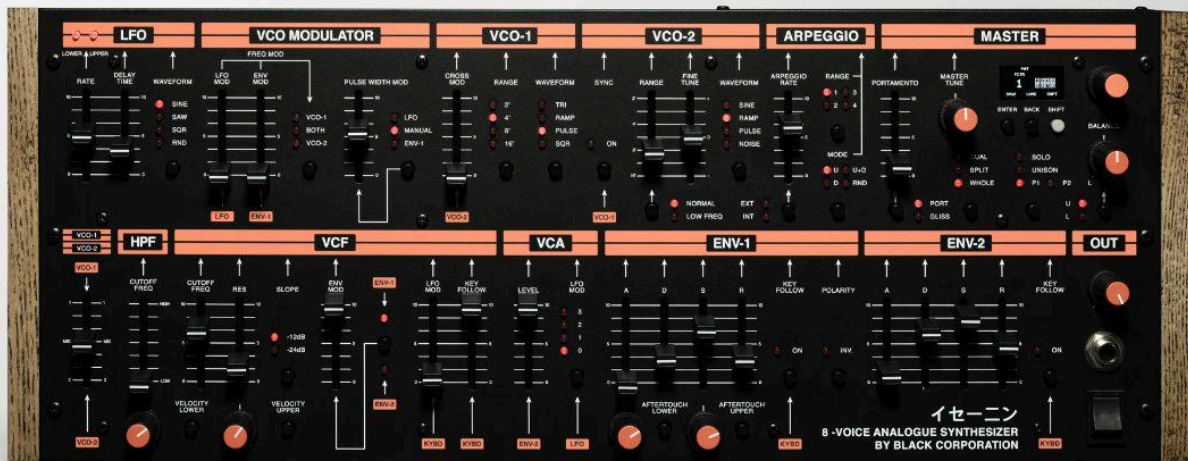 LFO VCO MODULATOR VCO-1 VCO-2 ARPEGGIO MASTER
LOWER UPPER
FREQ MOD
RATE DELAY TIME WAVEFORM
LFO MOD ENV MOD PULSE WIDTH MOD
CROSS MOD RANGE WAVEFORM SYNC
RANGE FINE TUNE WAVEFORM
ARPEGGIO RATE RANGE
PORTAMENTO MASTER TUNE
ENTER BACK SHIFT
BALANCE
SINE
SAW
SQR
RND
VCO-1
BOTH
VCO-2
LFO
MANUAL
ENV-1
2'
4'
8'
16'
TRI
RAMP
PULSE
SQR
ON
SINE
RAMP
PULSE
NOISE
1 3
2 4
MODE
U U+D
D RND
DUAL
SPLIT
WHOLE
SOLO
UNISON
P1 P2 L
LFO ENV-1 VCO-2 VCO-1
NORMAL EXT
LOW FREQ INT
PORT
GLISS
U
L
VCO-1
VCO-2
HPF VCF VCA ENV-1 ENV-2 OUT
VCO-1
CUTOFF FREQ
CUTOFF FREQ RES SLOPE ENV MOD ENV-1
LFO MOD KEY FOLLOW
LEVEL LFO MOD
A D S R KEY FOLLOW POLARITY
A D S R KEY FOLLOW
HIGH
LOW
MIX
-12dB
-24dB
3
2
1
0
ON INV.
ON
ENV-2
VELOCITY LOWER VELOCITY UPPER
AFTERTOUCH LOWER AFTERTOUCH UPPER
VCO-2 KYBD KYBD ENV-2 LFO KYBD KYBD
イセーニン
8 -VOICE ANALOGUE SYNTHESIZER
BY BLACK CORPORATION